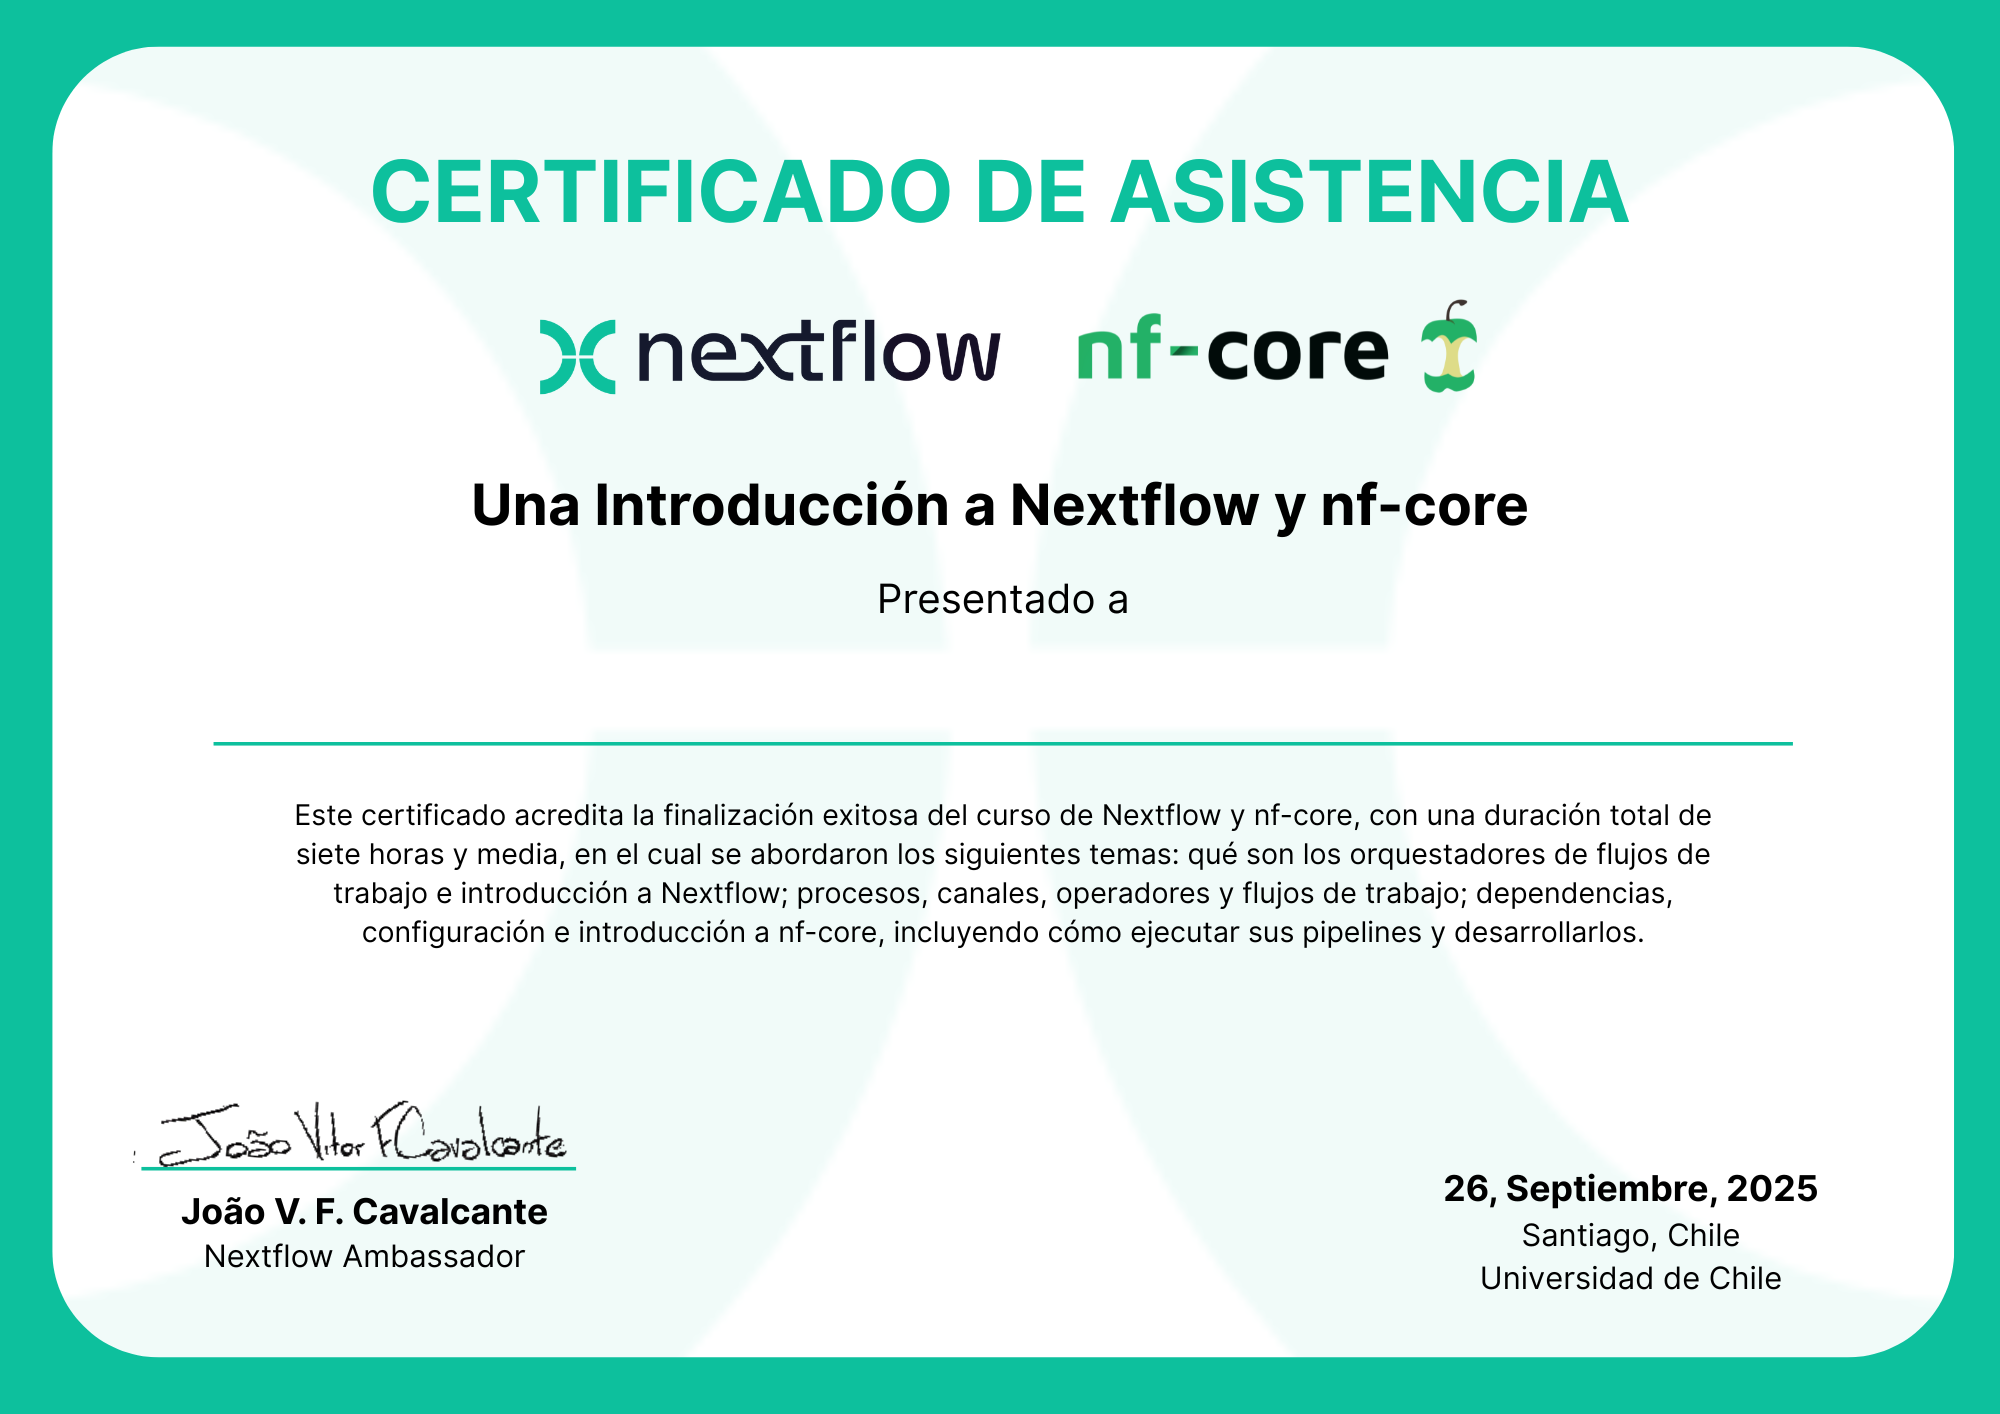 CERTIFICADO DE ASISTENCIA
nextflow nf-core
Una Introducción a Nextflow y nf-core
Presentado a
Este certificado acredita la finalización exitosa del curso de Nextflow y nf-core, con una duración total de
siete horas y media, en el cual se abordaron los siguientes temas: qué son los orquestadores de flujos de
trabajo e introducción a Nextflow; procesos, canales, operadores y flujos de trabajo; dependencias,
configuración e introducción a nf-core, incluyendo cómo ejecutar sus pipelines y desarrollarlos.
João Vitor F Cavalcante
João V. F. Cavalcante
Nextflow Ambassador
26, Septiembre, 2025
Santiago, Chile
Universidad de Chile